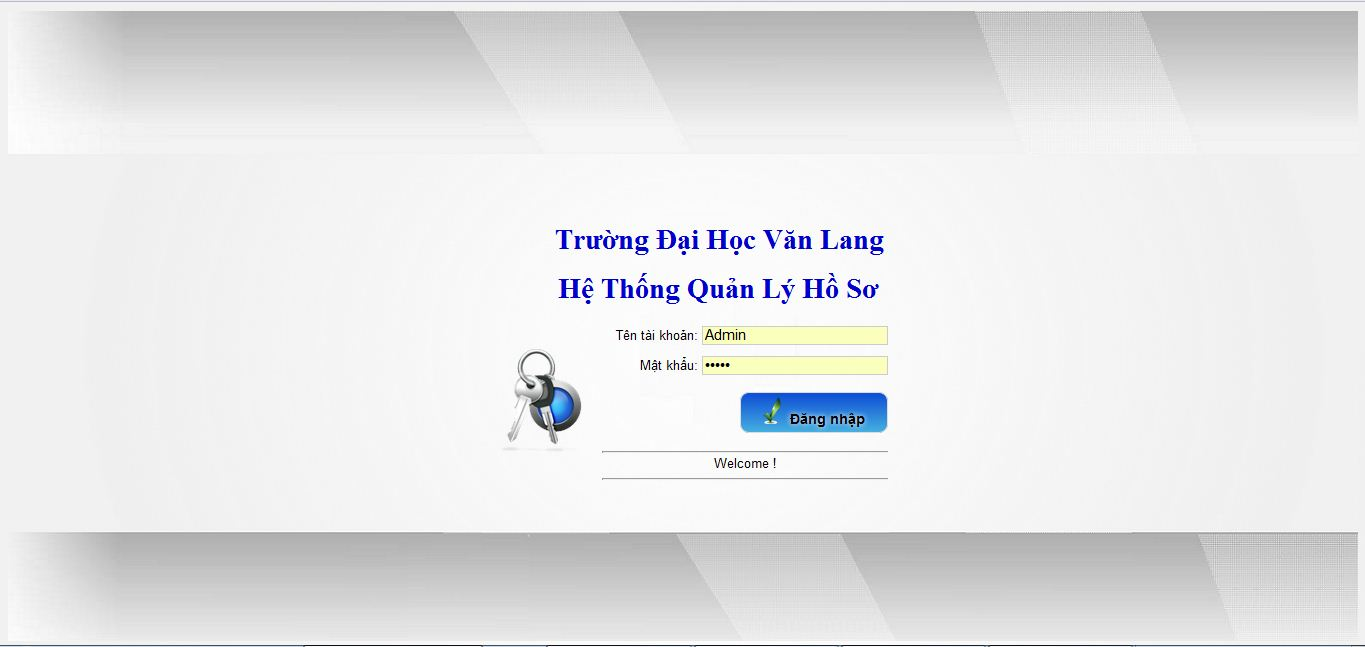 Trường Đại Học Văn Lang
Hệ Thống Quản Lý Hồ Sơ
Tên tài khoản: Admin
Mật khẩu: •••••
Đăng nhập
Welcome !